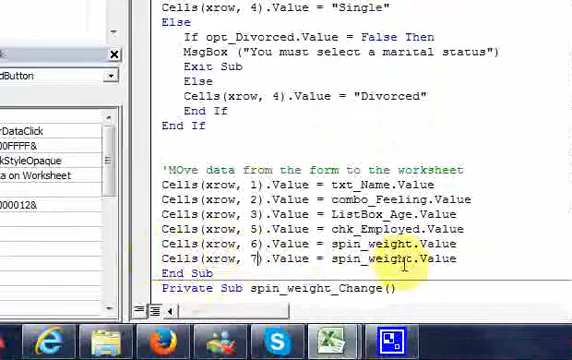 Cells(xrow, 4).Value = "Single"
Else
If opt_Divorced.Value = False Then
MsgBox ("You must select a marital status")
Exit Sub
Else
Cells(xrow, 4).Value = "Divorced"
End If
End If
dButton
rDataClick
00FFFF&
kStyleOpaque
ta on Worksheet
000012&
'MOve data from the form to the worksheet
Cells(xrow, 1).Value = txt_Name.Value
Cells(xrow, 2).Value = combo_Feeling.Value
Cells(xrow, 3).Value = ListBox_Age.Value
Cells(xrow, 5).Value = chk_Employed.Value
Cells(xrow, 6).Value = spin_weight.Value
Cells(xrow, 7).Value = spin_weight.Value
End Sub
Private Sub spin_weight_Change()